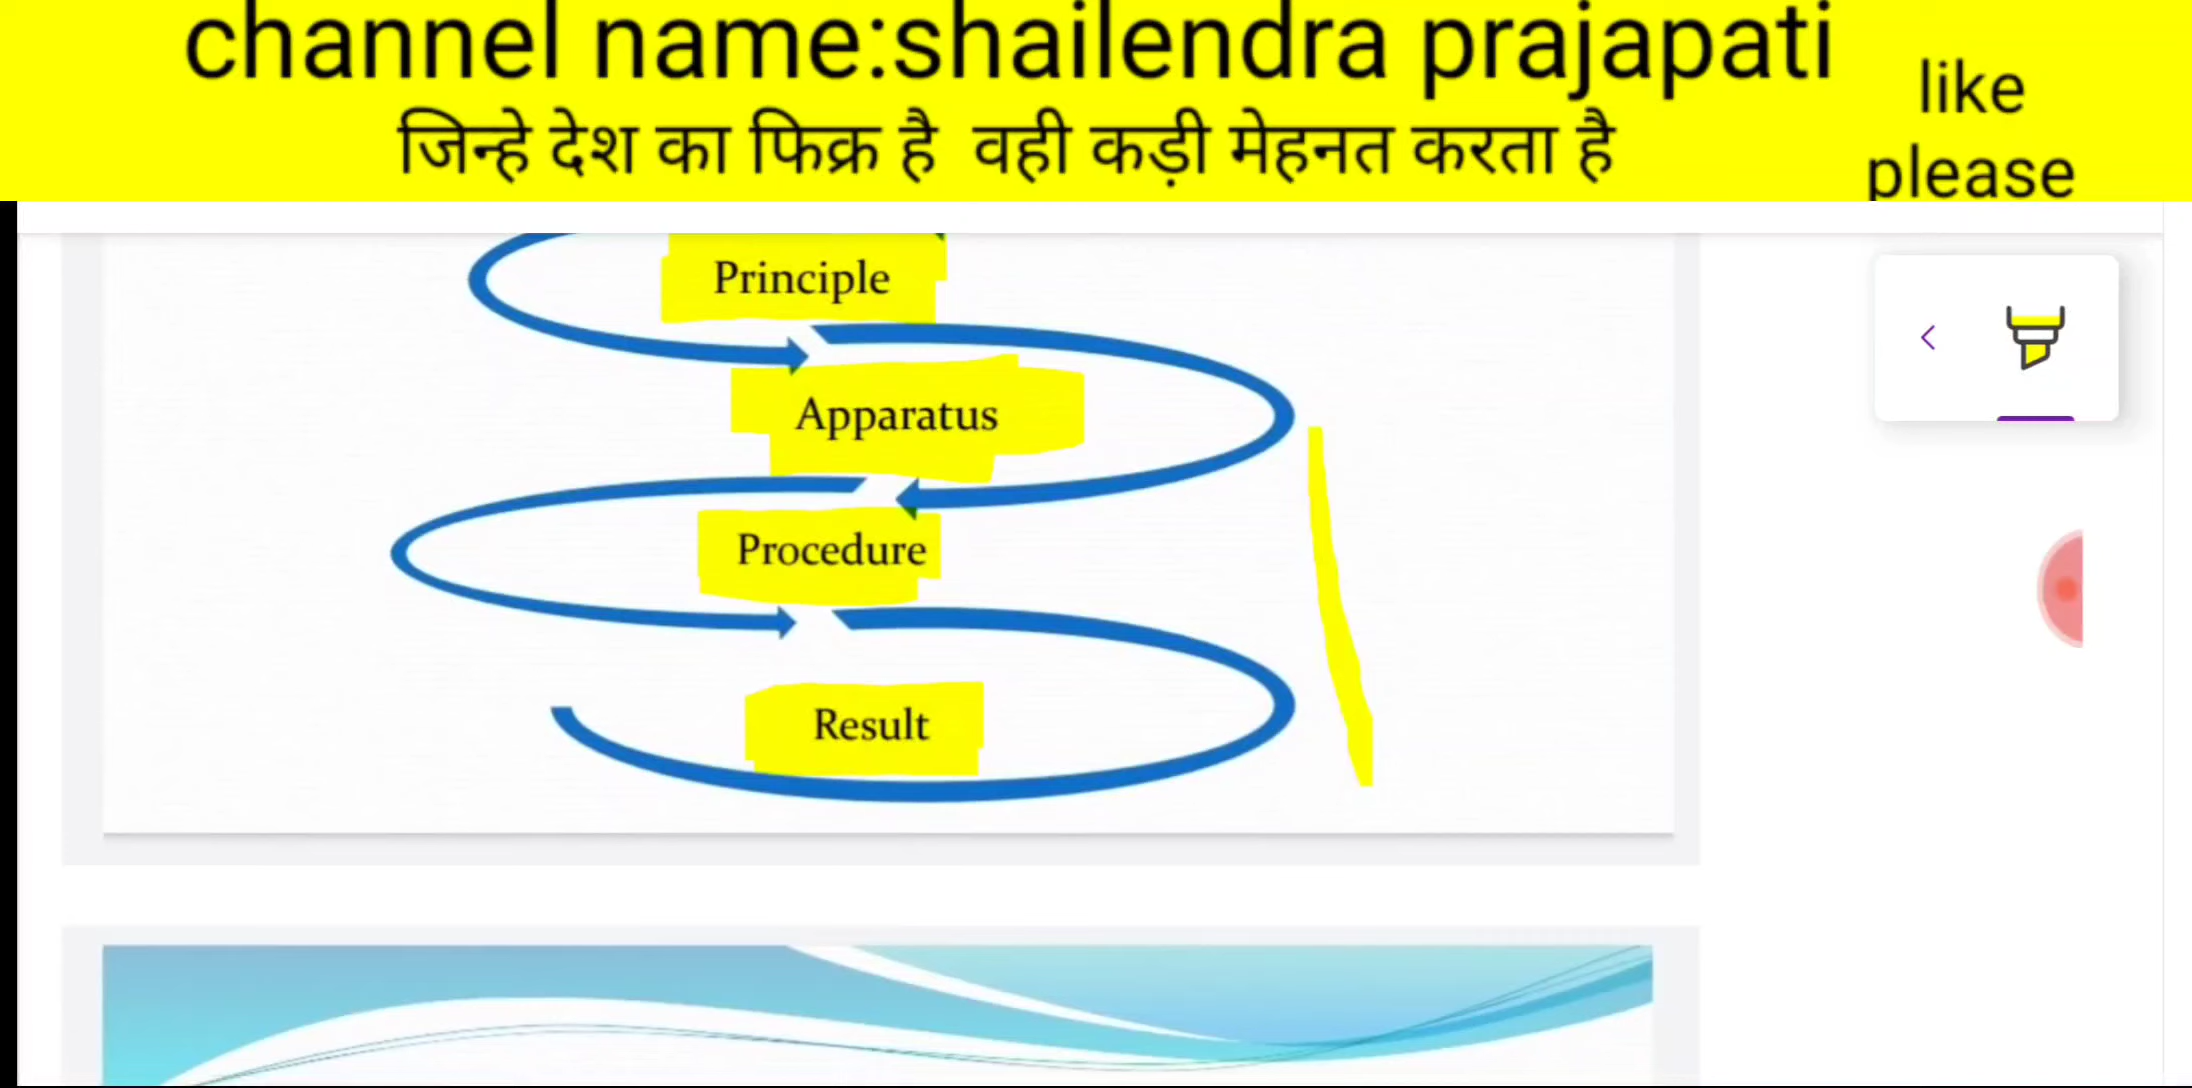 channel name:shailendra prajapati
जिन्हे देश का फिक्र है वही कड़ी मेहनत करता है
like
please
Principle
Apparatus
Procedure
Result